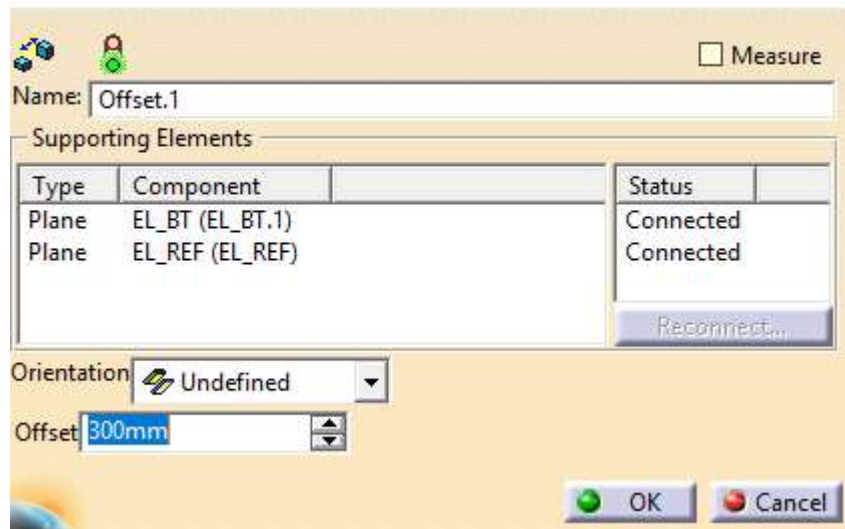 Measure
Name: Offset.1
Supporting Elements
Type Component Status
Plane EL_BT (EL_BT.1) Connected
Plane EL_REF (EL_REF) Connected
Reconnect...
Orientation Undefined
Offset 300mm
OK Cancel